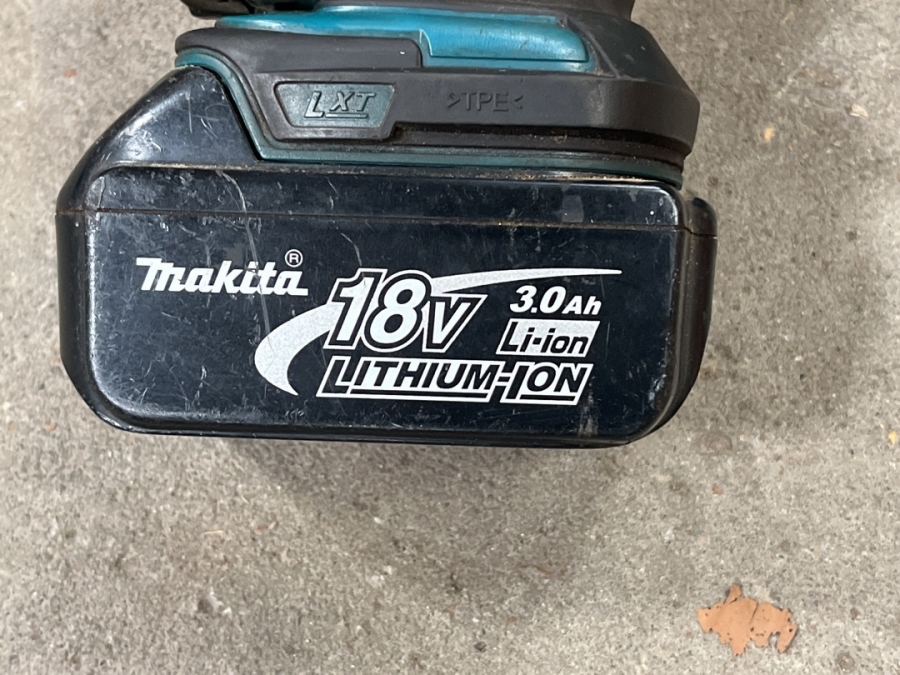 LXT
>TPE<
makita®
18V
3.0Ah
Li-ion
LITHIUM-ION